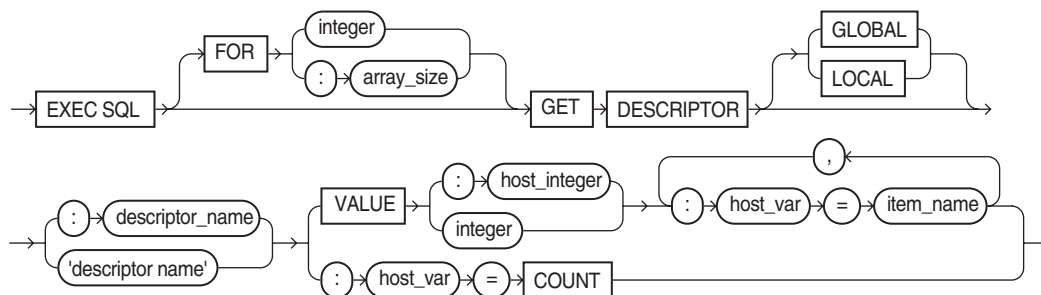 integer
GLOBAL
FOR
: array_size
LOCAL
EXEC SQL
GET DESCRIPTOR
,
: descriptor_name
VALUE
: host_integer
: host_var = item_name
'descriptor name'
integer
: host_var = COUNT